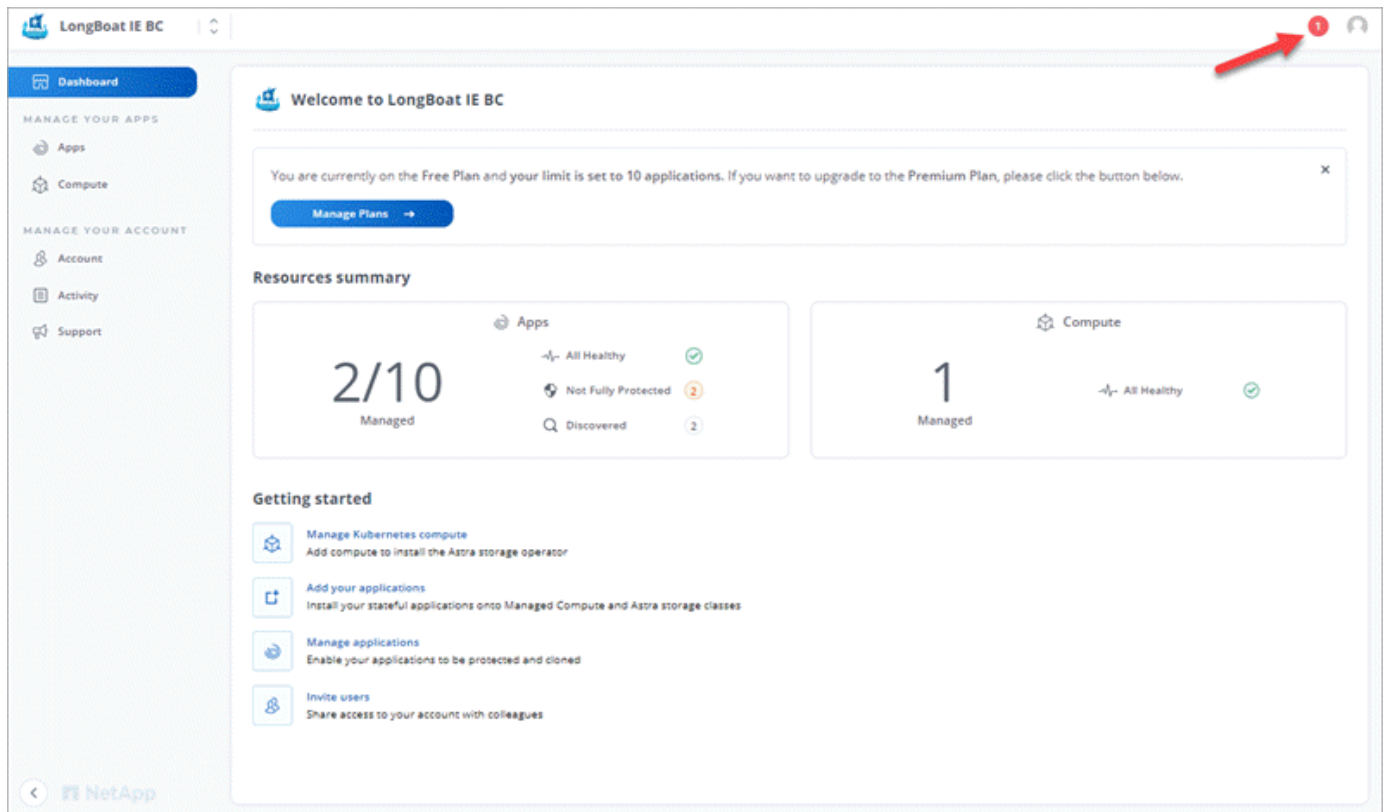 LongBoat IE BC
1
Dashboard
MANAGE YOUR APPS
Apps
Compute
MANAGE YOUR ACCOUNT
Account
Activity
Support
Welcome to LongBoat IE BC
You are currently on the Free Plan and your limit is set to 10 applications. If you want to upgrade to the Premium Plan, please click the button below.
Manage Plans
Resources summary
Apps
2/10
Managed
All Healthy
Not Fully Protected 2
Discovered 2
Compute
1
Managed
All Healthy
Getting started
Manage Kubernetes compute
Add compute to install the Astra storage operator
Add your applications
Install your stateful applications onto Managed Compute and Astra storage classes
Manage applications
Enable your applications to be protected and cloned
Invite users
Share access to your account with colleagues
NetApp